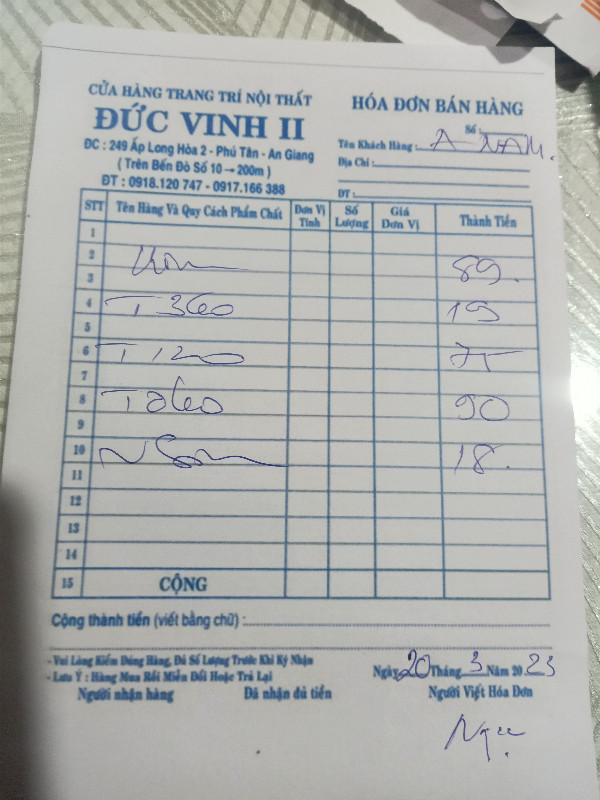 CỬA HÀNG TRANG TRÍ NỘI THẤT
ĐỨC VINH II
ĐC : 249 Ấp Long Hòa 2 - Phú Tân - An Giang
( Trên Bến Đò Số 10 → 200m )
ĐT : 0918.120 747 - 0917.166 388
HÓA ĐƠN BÁN HÀNG
Số :
Tên Khách Hàng : A - NAM.
Địa Chỉ :
ĐT :
STT Tên Hàng Và Quy Cách Phẩm Chất Đơn Vị Tính Số Lượng Giá Đơn Vị Thành Tiền
1
2
89.
3
4 T 360 19
5
6 T 120 75
7
8 90
9
10 18.
11
12
13
14
15 CỘNG
Cộng thành tiền (viết bằng chữ) :
- Vui Lòng Kiểm Đúng Hàng, Đủ Số Lượng Trước Khi Ký Nhận
- Lưu Ý : Hàng Mua Rồi Miễn Đổi Hoặc Trả Lại
Ngày 20 Tháng 3 Năm 2023
Người nhận hàng Đã nhận đủ tiền Người Viết Hóa Đơn